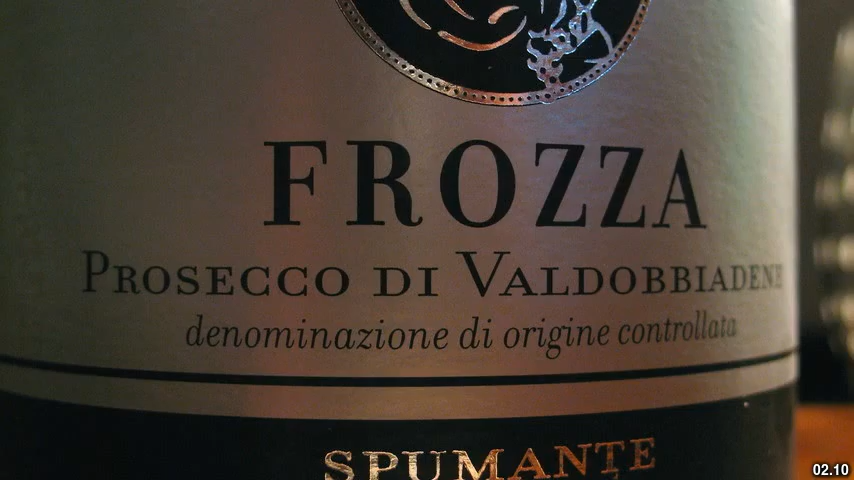 FROZZA
PROSECCO DI VALDOBBIADENE
denominazione di origine controllata
SPUMANTE
02.10